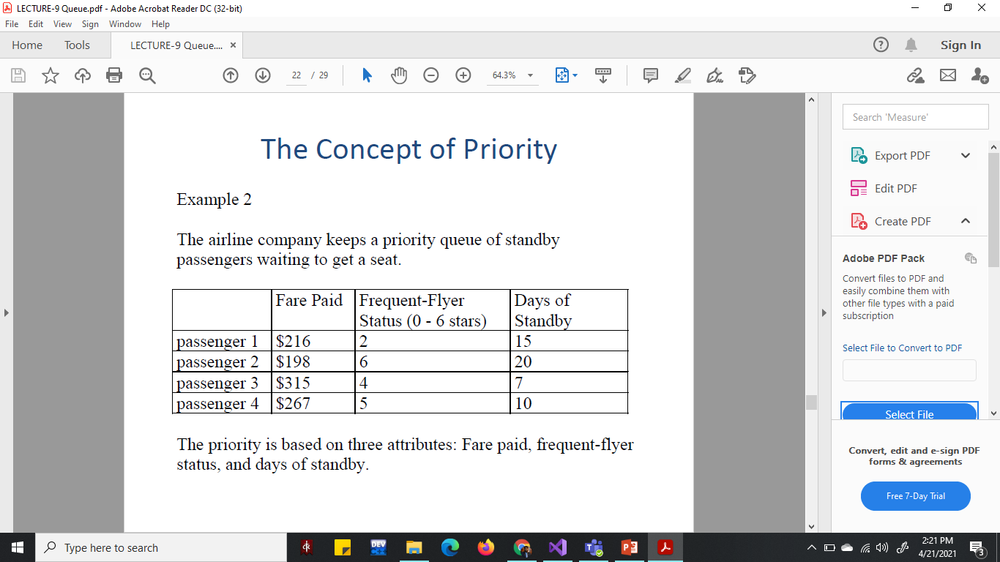 LECTURE-9 Queue.pdf - Adobe Acrobat Reader DC (32-bit)
File Edit View Sign Window Help
Home Tools LECTURE-9 Queue.... × Sign In
22 / 29 64.3%
The Concept of Priority
Example 2
The airline company keeps a priority queue of standby
passengers waiting to get a seat.
Fare Paid Frequent-Flyer Status (0 - 6 stars) Days of Standby
passenger 1 $216 2 15
passenger 2 $198 6 20
passenger 3 $315 4 7
passenger 4 $267 5 10
The priority is based on three attributes: Fare paid, frequent-flyer
status, and days of standby.
Search 'Measure'
Export PDF
Edit PDF
Create PDF
Adobe PDF Pack
Convert files to PDF and
easily combine them with
other file types with a paid
subscription
Select File to Convert to PDF
Select File
Convert, edit and e-sign PDF
forms & agreements
Free 7-Day Trial
Type here to search
DEV
2:21 PM
4/21/2021
3